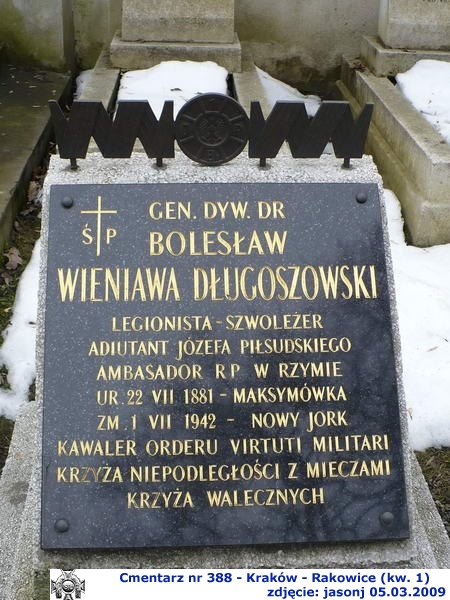 Ś P
GEN. DYW. DR
BOLESŁAW
WIENIAWA DŁUGOSZOWSKI
LEGIONISTA - SZWOLEŻER
ADIUTANT JÓZEFA PIŁSUDSKIEGO
AMBASADOR R P W RZYMIE
UR. 22 VII 1881 - MAKSYMÓWKA
ZM. 1 VII 1942 - NOWY JORK
KAWALER ORDERU VIRTUTI MILITARI
KRZYŻA NIEPODLEGŁOŚCI Z MIECZAMI
KRZYŻA WALECZNYCH
Cmentarz nr 388 - Kraków - Rakowice (kw. 1)
zdjęcie: jasonj 05.03.2009